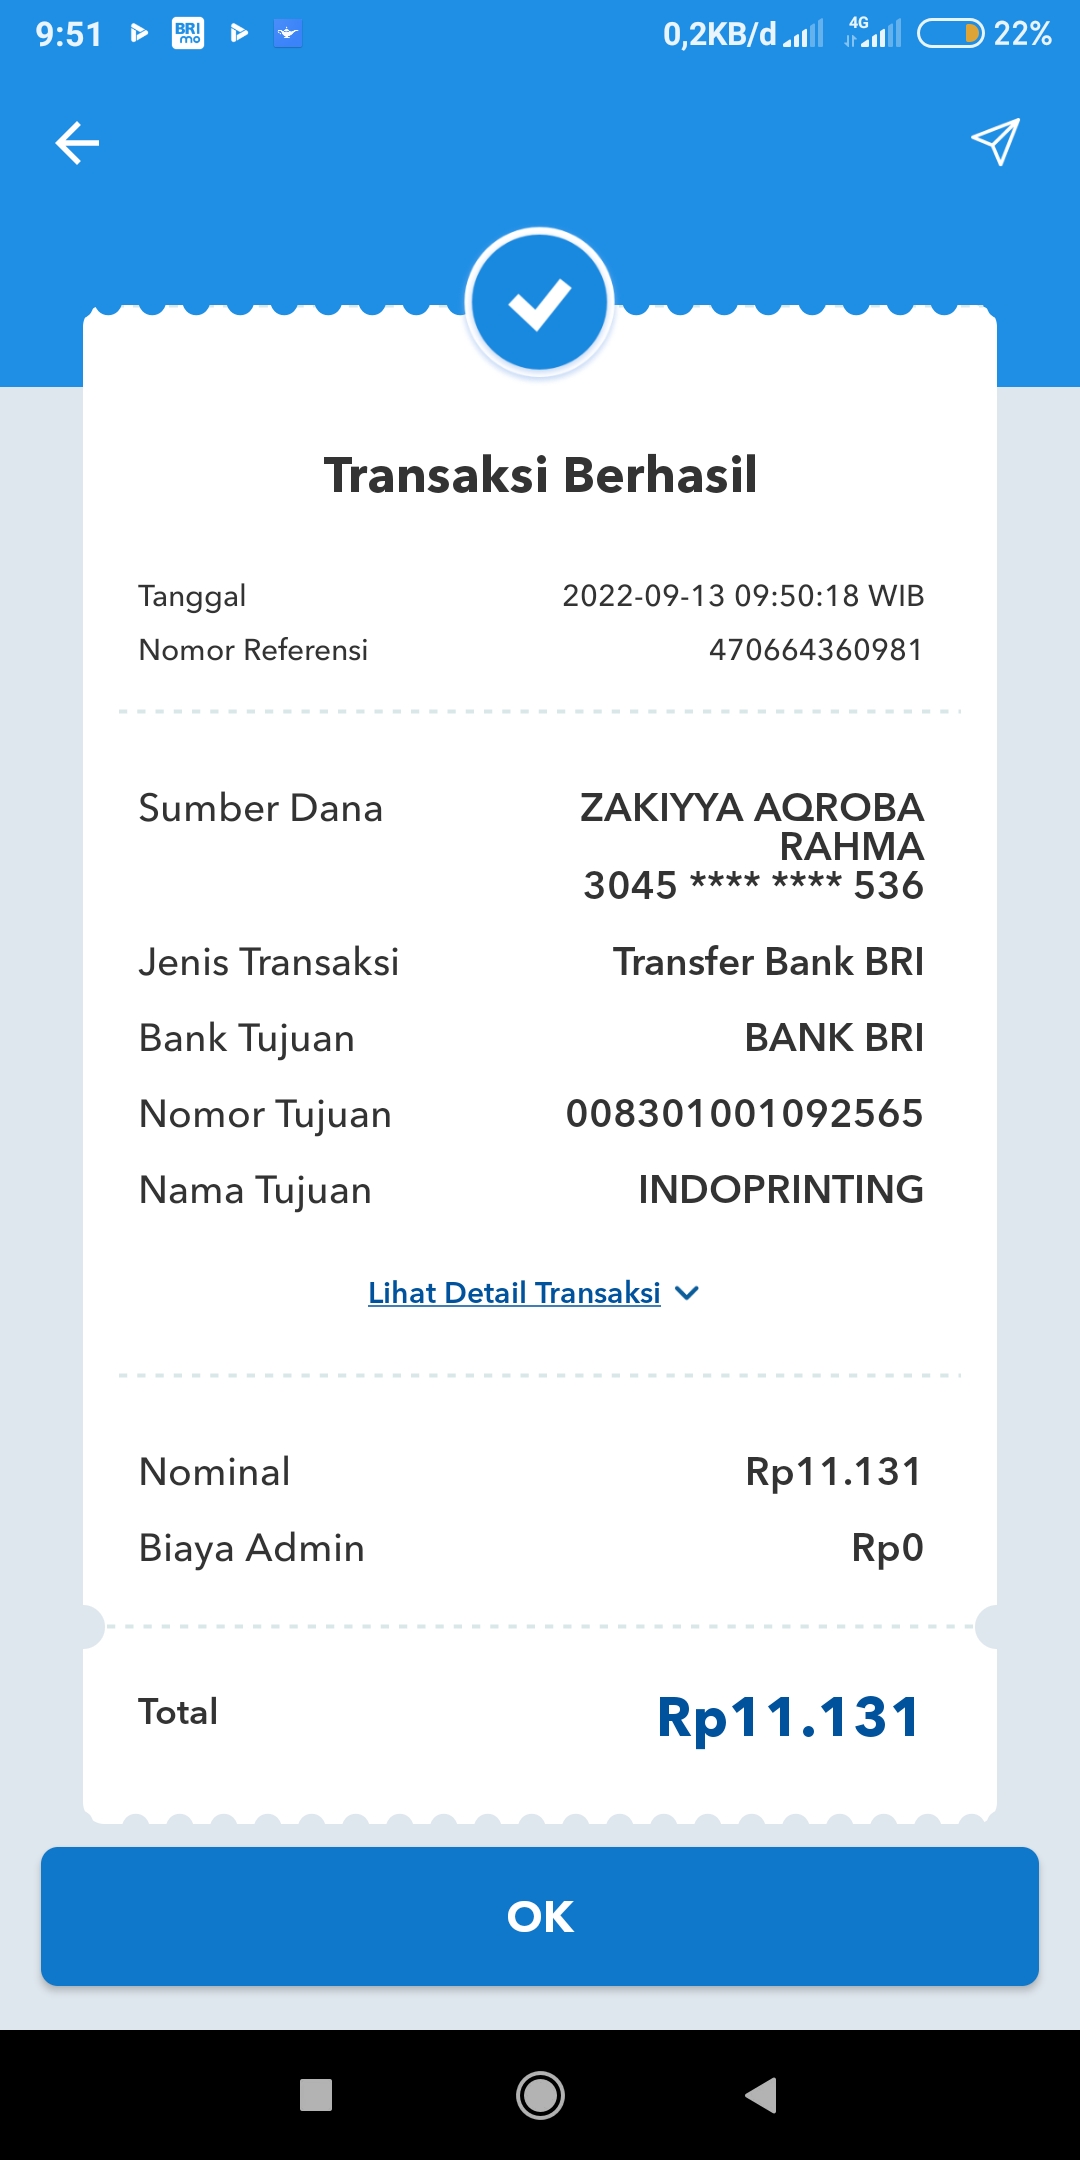 9:51 BRI mo 0,2KB/d 4G 22%
Transaksi Berhasil
Tanggal 2022-09-13 09:50:18 WIB
Nomor Referensi 470664360981
Sumber Dana ZAKIYYA AQROBA
RAHMA
3045 **** **** 536
Jenis Transaksi Transfer Bank BRI
Bank Tujuan BANK BRI
Nomor Tujuan 008301001092565
Nama Tujuan INDOPRINTING
Lihat Detail Transaksi
Nominal Rp11.131
Biaya Admin Rp0
Total Rp11.131
OK